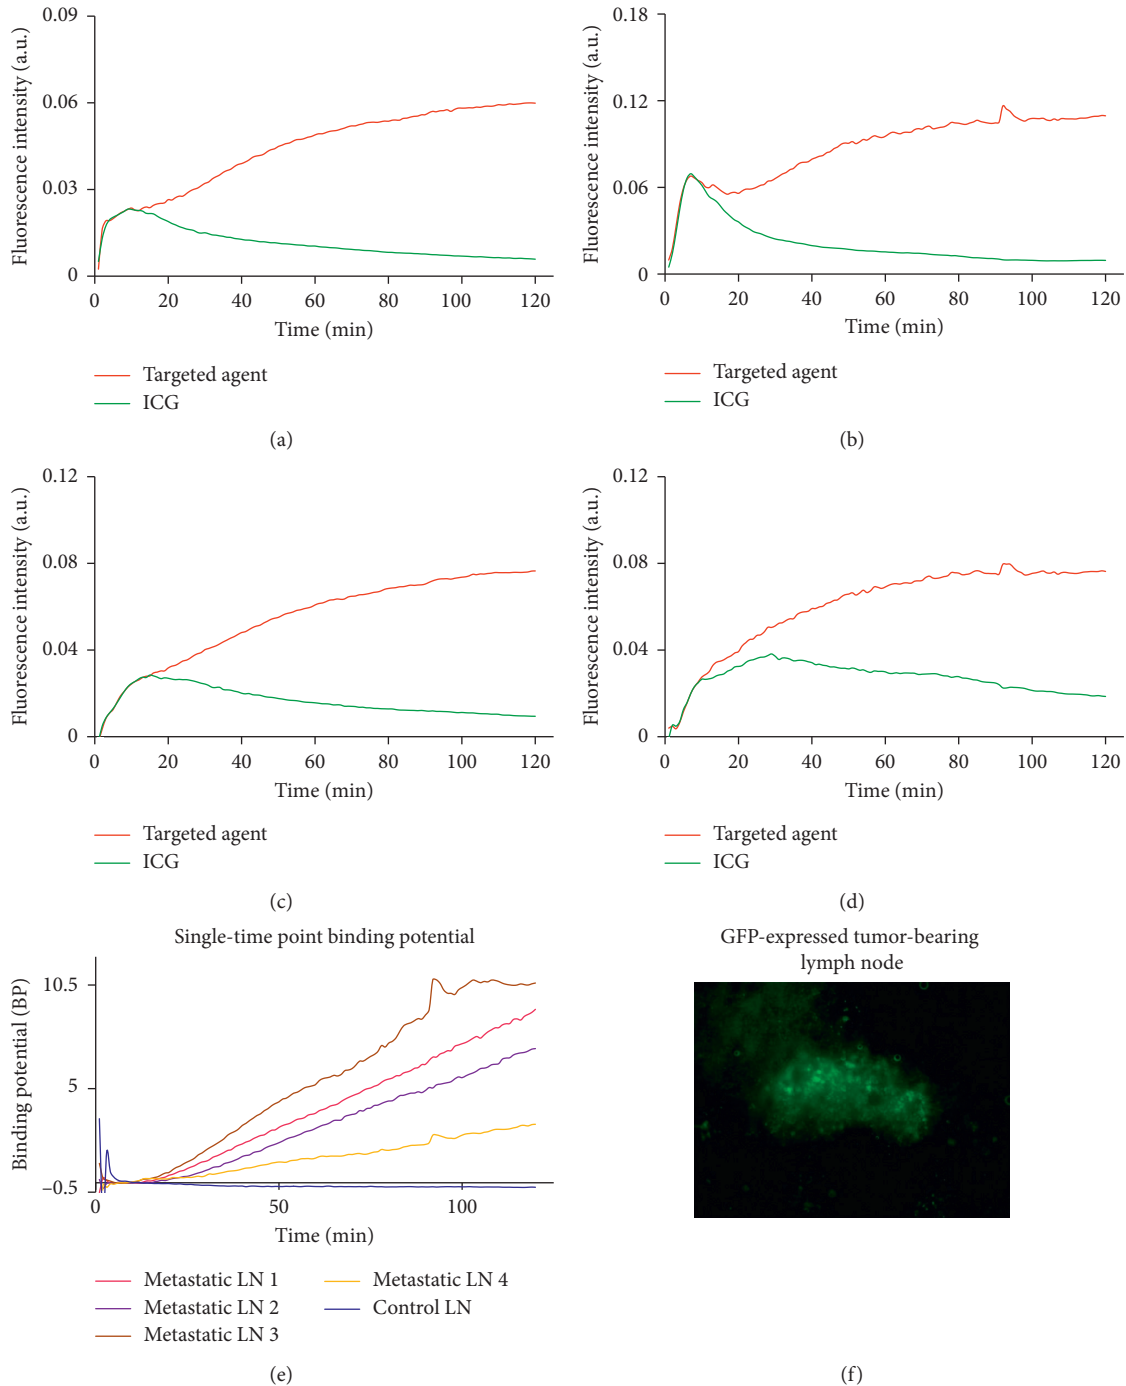 0.09
0.06
0.03
0
Fluorescence intensity (a.u.)
0 20 40 60 80 100 120
Time (min)
Targeted agent
ICG
(a)
0.18
0.12
0.06
0
Fluorescence intensity (a.u.)
0 20 40 60 80 100 120
Time (min)
Targeted agent
ICG
(b)
0.12
0.08
0.04
0
Fluorescence intensity (a.u.)
0 20 40 60 80 100 120
Time (min)
Targeted agent
ICG
(c)
0.12
0.08
0.04
0
Fluorescence intensity (a.u.)
0 20 40 60 80 100 120
Time (min)
Targeted agent
ICG
(d)
Single-time point binding potential
10.5
5
–0.5
Binding potential (BP)
0 50 100
Time (min)
Metastatic LN 1
Metastatic LN 2
Metastatic LN 3
Metastatic LN 4
Control LN
(e)
GFP-expressed tumor-bearing
lymph node
(f)